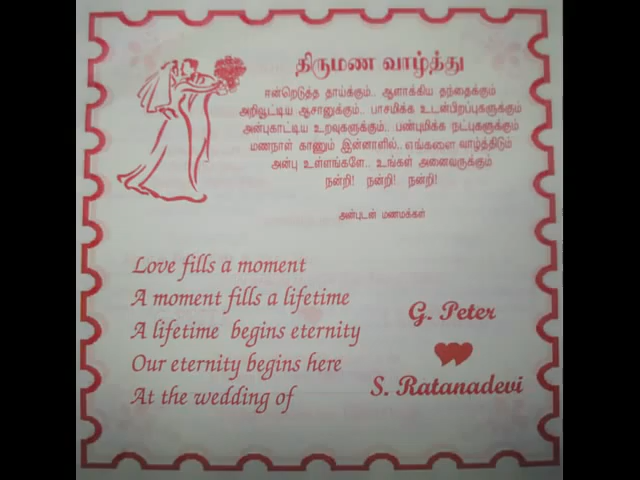 திருமண வாழ்த்து
ஈன்றெடுத்த தாய்க்கும்.. ஆளாக்கிய தந்தைக்கும்
அறிவூட்டிய ஆசானுக்கும்.. பாசமிக்க உடன்பிறப்புகளுக்கும்
அன்புகாட்டிய உறவுகளுக்கும்.. பண்புமிக்க நட்புகளுக்கும்
மணநாள் காணும் இன்னாளில்.. எங்களை வாழ்த்திடும்
அன்பு உள்ளங்களே.. உங்கள் அனைவருக்கும்
நன்றி! நன்றி! நன்றி!
அன்புடன் மணமக்கள்
Love fills a moment
A moment fills a lifetime
A lifetime begins eternity
Our eternity begins here
At the wedding of
G. Peter
S. Ratanadevi